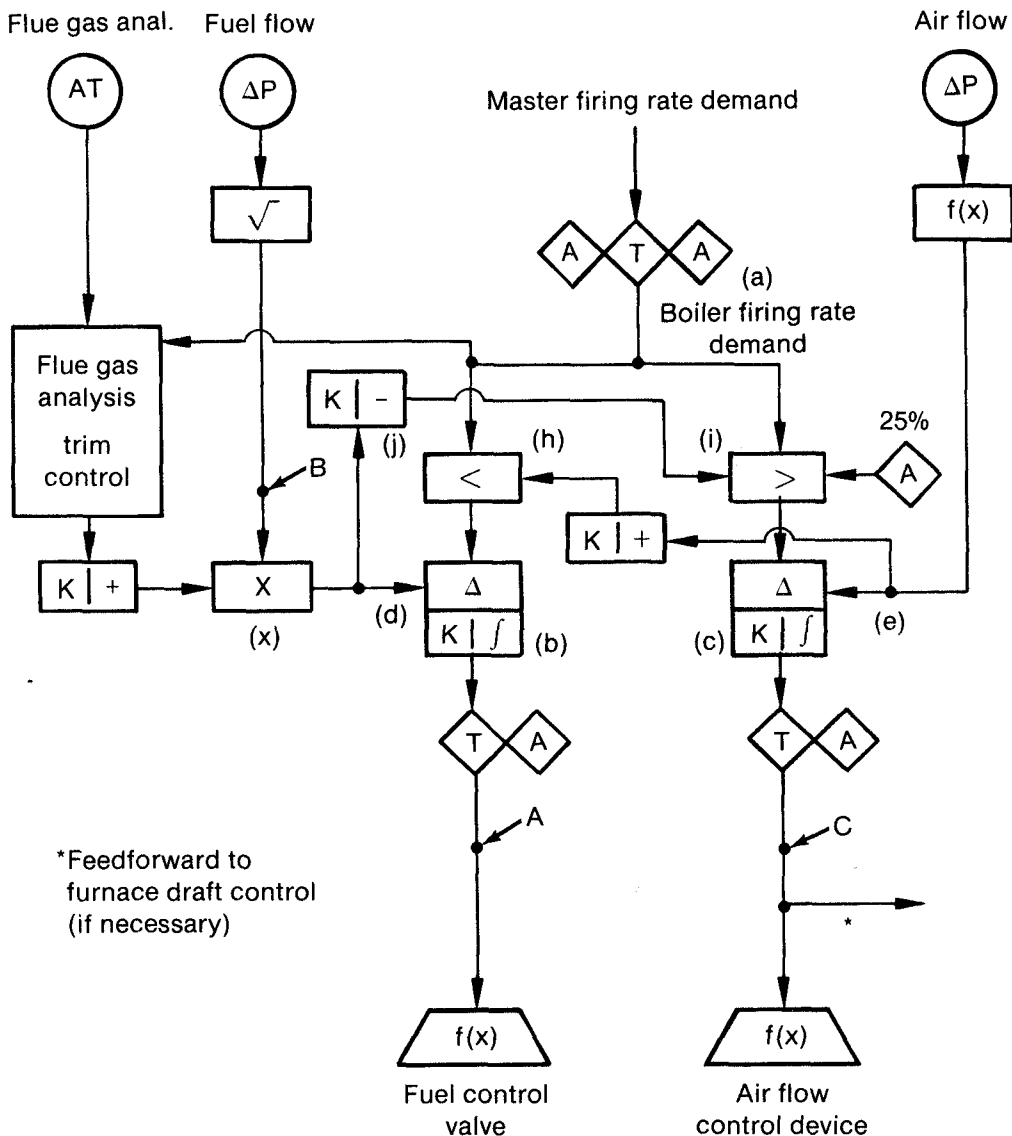 Flue gas anal.
Fuel flow
Air flow
AT
ΔP
ΔP
Master firing rate demand
√
f(x)
A
T
A
(a)
Boiler firing rate
demand
Flue gas
analysis
trim
control
K | -
(j)
(h)
(i)
25%
<
>
A
B
K | +
K | +
X
(x)
(d)
Δ
K | ∫
(b)
Δ
K | ∫
(c)
(e)
T
A
T
A
A
C
*Feedforward to
furnace draft control
(if necessary)
*
f(x)
f(x)
Fuel control
valve
Air flow
control device